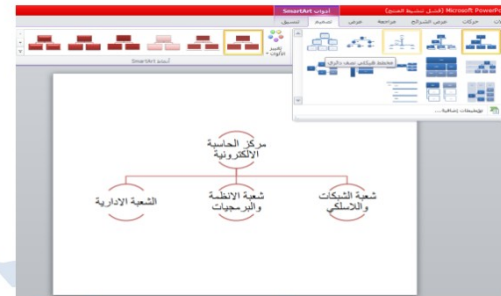 Microsoft PowerPo (فشل تنشيط المنتج)
أدوات SmartArt
حركات
عرض الشرائح
مراجعة
عرض
تصميم
تنسيق
تغيير
الألوان
أنماط SmartArt
مخطط هيكلي نصف دائري
تخطيطات إضافية...
مركز الحاسبة
الالكترونية
شعبة الشبكات
واللاسلكي
شعبة الانظمة
والبرمجيات
الشعبة الادارية